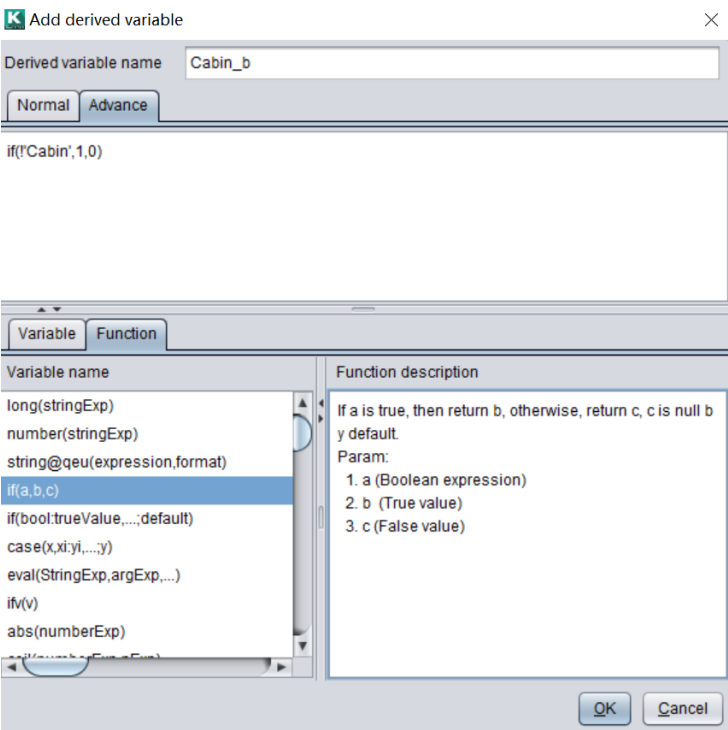 K Add derived variable
Derived variable name Cabin_b
Normal Advance
if(!'Cabin',1,0)
Variable Function
Variable name
long(stringExp)
number(stringExp)
string@qeu(expression,format)
if(a,b,c)
if(bool:trueValue,...;default)
case(x,xi:yi,...;y)
eval(StringExp,argExp,...)
ifv(v)
abs(numberExp)
Function description
If a is true, then return b, otherwise, return c, c is null b
y default.
Param:
1. a (Boolean expression)
2. b (True value)
3. c (False value)
OK Cancel